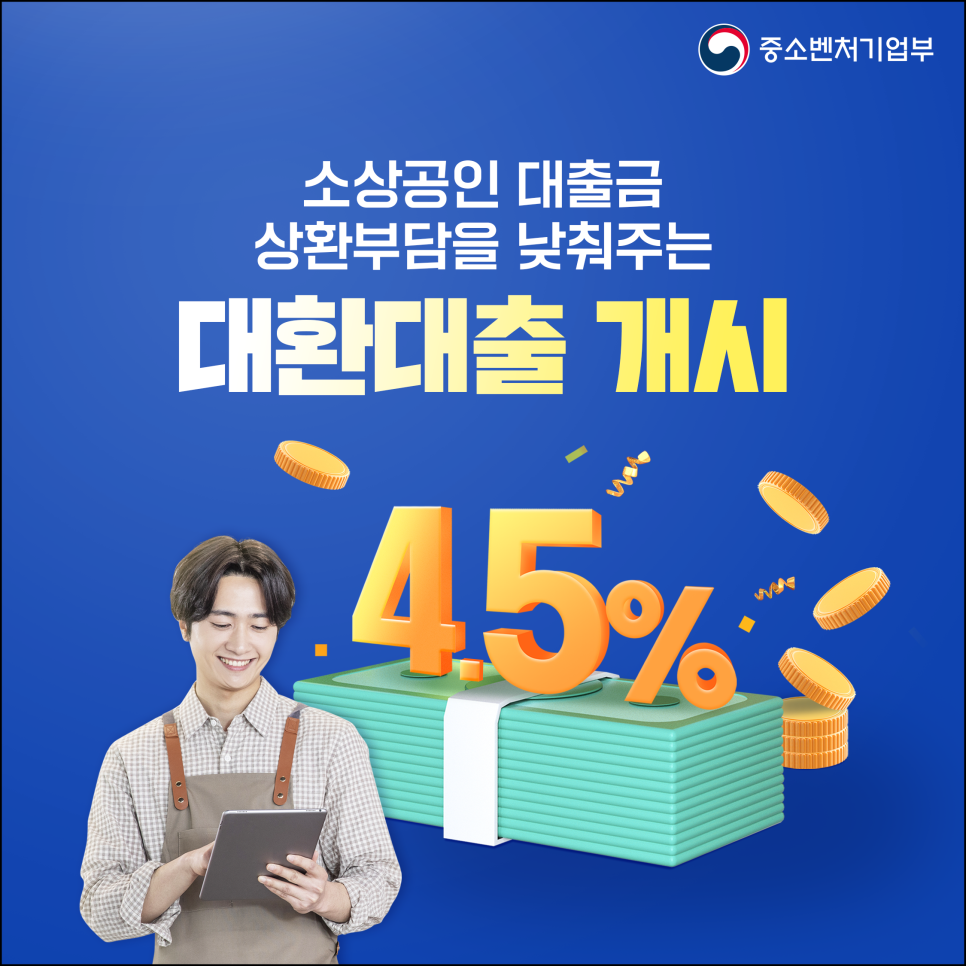 중소벤처기업부
소상공인 대출금
상환부담을 낮춰주는
대환대출 개시
4.5%